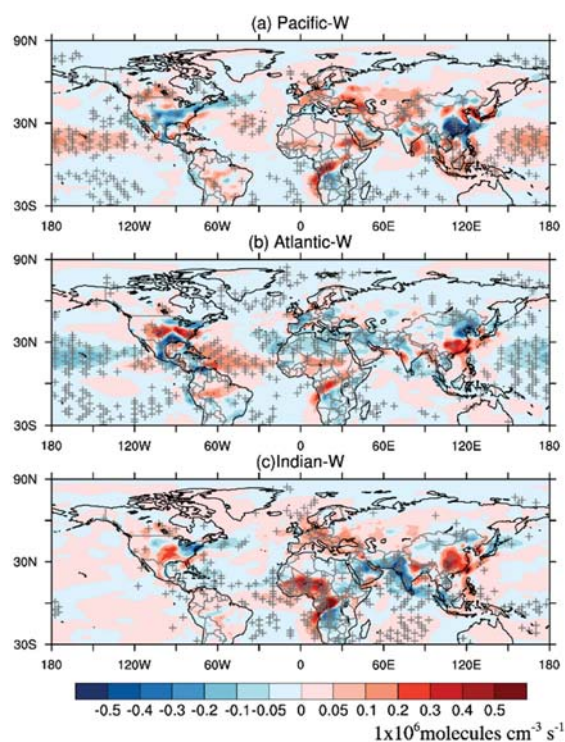 (a) Pacific-W
90N
30N
30S
180 120W 60W 0 60E 120E 180
(b) Atlantic-W
90N
30N
30S
180 120W 60W 0 60E 120E 180
(c)Indian-W
90N
30N
30S
180 120W 60W 0 60E 120E 180
-0.5 -0.4 -0.3 -0.2 -0.1 -0.05 0 0.05 0.1 0.2 0.3 0.4 0.5
1x10⁶molecules cm⁻³ s⁻¹